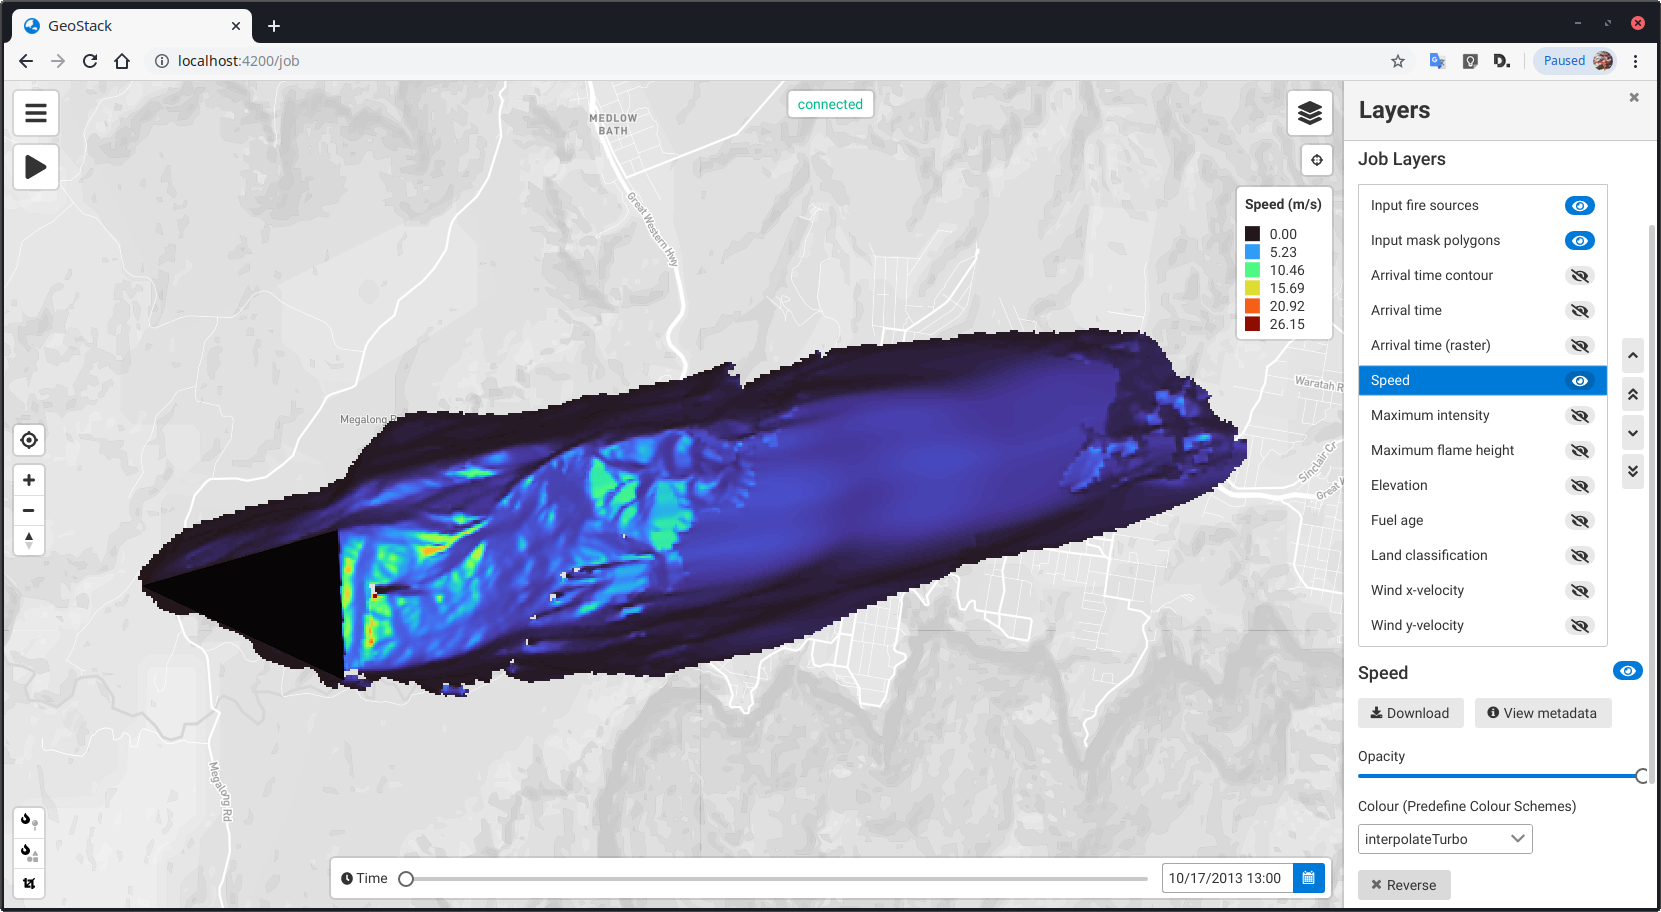 GeoStack
localhost:4200/job
Paused
connected
MEDLOW
BATH
Great Western Hwy
Speed (m/s)
0.00
5.23
10.46
15.69
20.92
26.15
Megalong R
Waratah R
Sinclair Cr
Great W
Megalong Rd
Time
10/17/2013 13:00
Layers
Job Layers
Input fire sources
Input mask polygons
Arrival time contour
Arrival time
Arrival time (raster)
Speed
Maximum intensity
Maximum flame height
Elevation
Fuel age
Land classification
Wind x-velocity
Wind y-velocity
Speed
Download
View metadata
Opacity
Colour (Predefine Colour Schemes)
interpolateTurbo
Reverse